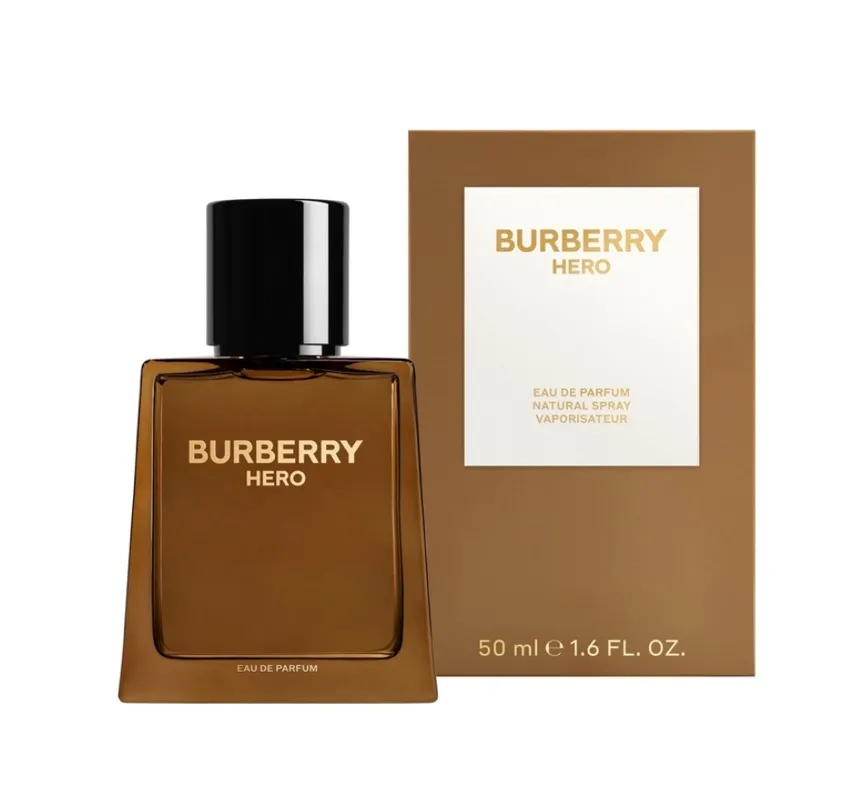 BURBERRY
HERO
EAU DE PARFUM
BURBERRY
HERO
EAU DE PARFUM
NATURAL SPRAY
VAPORISATEUR
50 ml ℮ 1.6 FL. OZ.